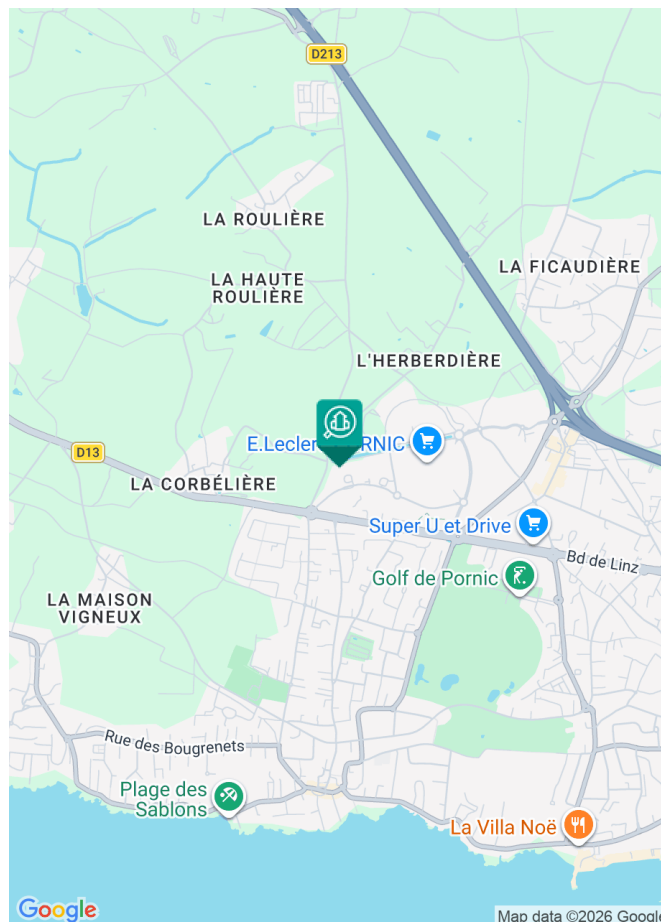 D213
LA ROULIÈRE
LA HAUTE
ROULIÈRE
LA FICAUDIÈRE
L'HERBERDIÈRE
E.Lecler RNIC
D13
LA CORBÉLIÈRE
Super U et Drive
Bd de Linz
Golf de Pornic
LA MAISON
VIGNEUX
Rue des Bougrenets
Plage des
Sablons
La Villa Noë
Google
Map data ©2026 Google